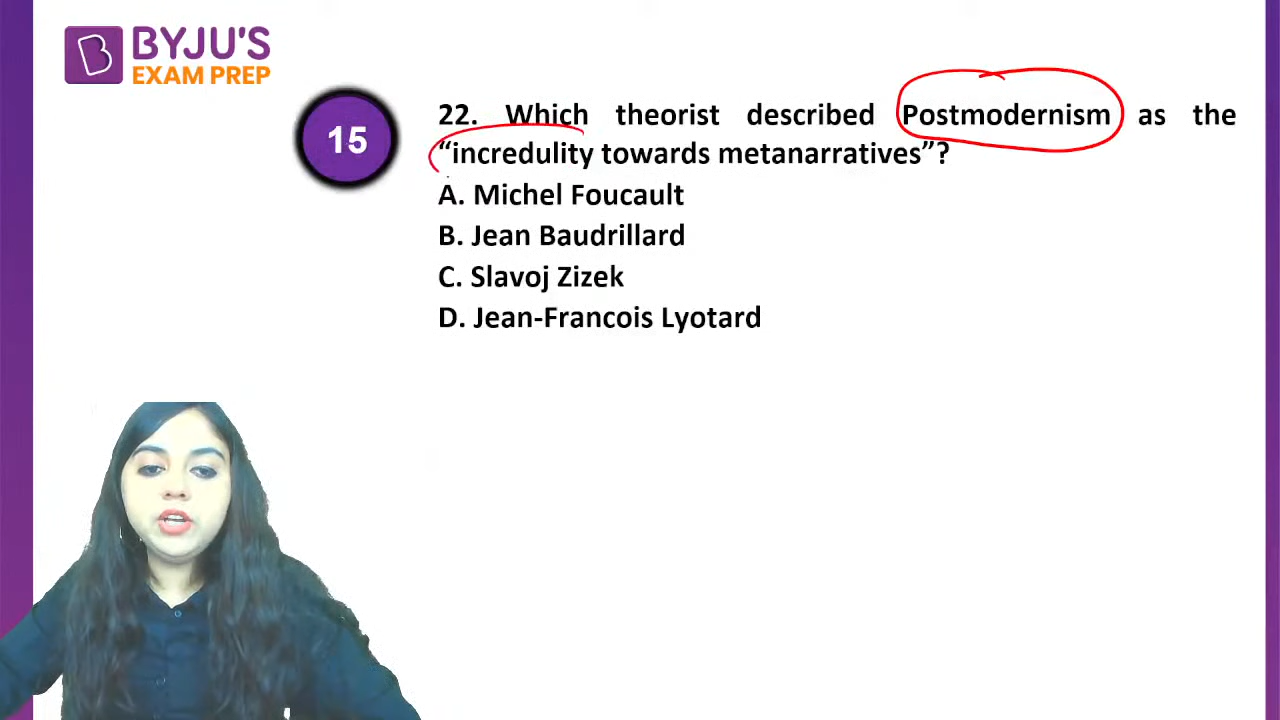 BYJU'S
EXAM PREP
15
22. Which theorist described Postmodernism as the
“incredulity towards metanarratives”?
A. Michel Foucault
B. Jean Baudrillard
C. Slavoj Zizek
D. Jean-Francois Lyotard